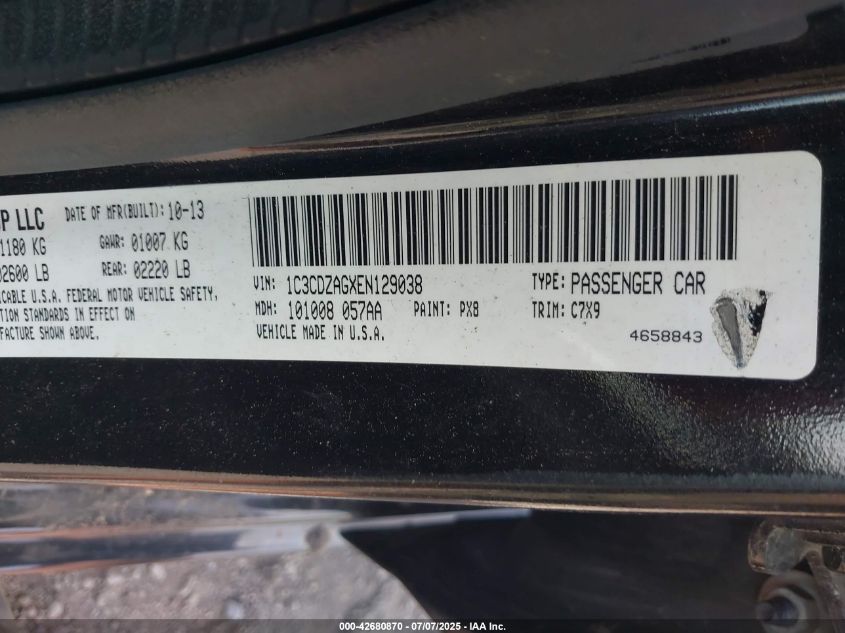 P LLC DATE OF MFR(BUILT): 10-13
1180 KG GAWR: 01007 KG
02600 LB REAR: 02220 LB
CABLE U.S.A. FEDERAL MOTOR VEHICLE SAFETY,
TION STANDARDS IN EFFECT ON
FACTURE SHOWN ABOVE.
VIN: 1C3CDZAGXEN129038 TYPE: PASSENGER CAR
MDH: 101008 057AA PAINT: PX8 TRIM: C7X9
VEHICLE MADE IN U.S.A. 4658843
000-42680870 - 07/07/2025 - IAA Inc.